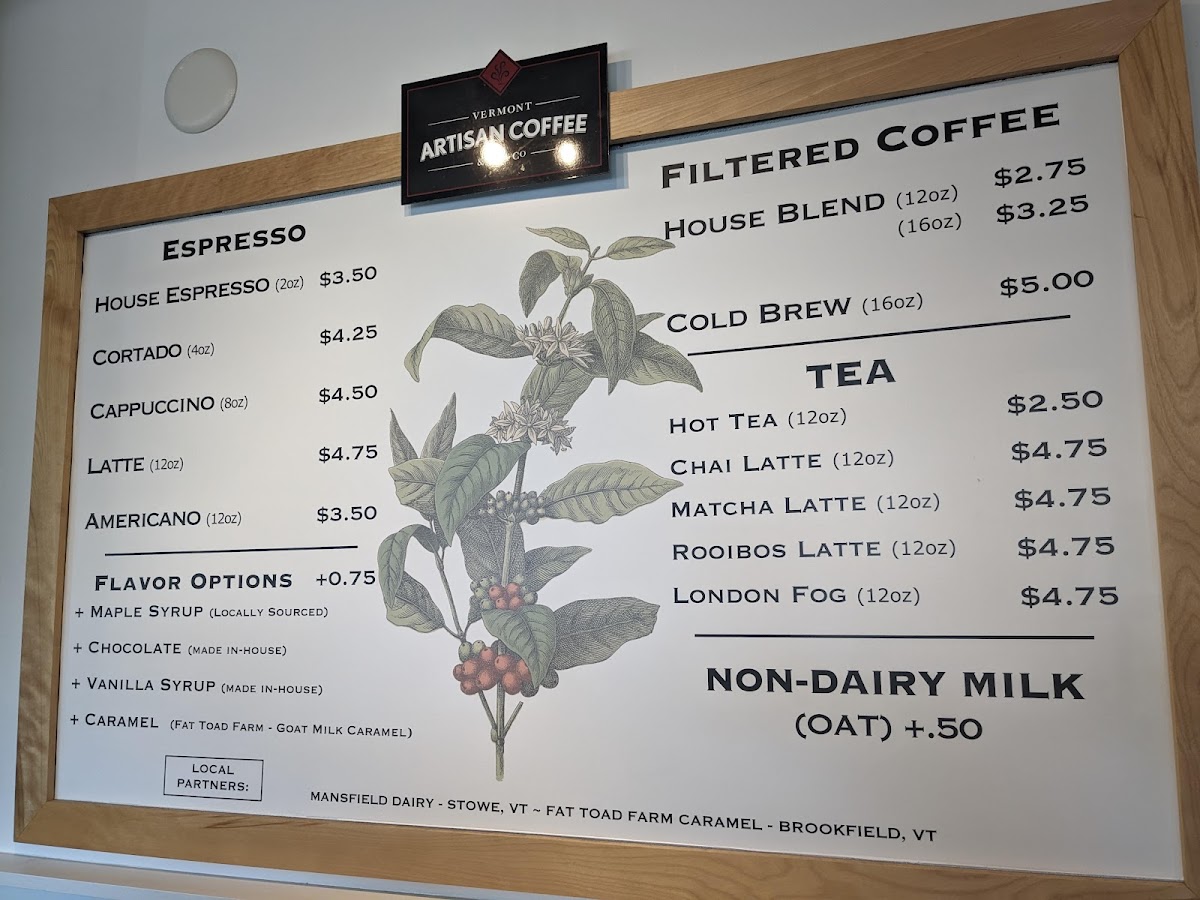 VERMONT
ARTISAN COFFEE
CO
ESPRESSO
HOUSE ESPRESSO (2oz) $3.50
CORTADO (4oz) $4.25
CAPPUCCINO (8oz) $4.50
LATTE (12oz) $4.75
AMERICANO (12oz) $3.50
FLAVOR OPTIONS +0.75
+ MAPLE SYRUP (LOCALLY SOURCED)
+ CHOCOLATE (MADE IN-HOUSE)
+ VANILLA SYRUP (MADE IN-HOUSE)
+ CARAMEL (FAT TOAD FARM - GOAT MILK CARAMEL)
FILTERED COFFEE
HOUSE BLEND (12oz) $2.75
(16oz) $3.25
COLD BREW (16oz) $5.00
TEA
HOT TEA (12oz) $2.50
CHAI LATTE (12oz) $4.75
MATCHA LATTE (12oz) $4.75
ROOIBOS LATTE (12oz) $4.75
LONDON FOG (12oz) $4.75
NON-DAIRY MILK
(OAT) +.50
LOCAL
PARTNERS:
MANSFIELD DAIRY - STOWE, VT ~ FAT TOAD FARM CARAMEL - BROOKFIELD, VT